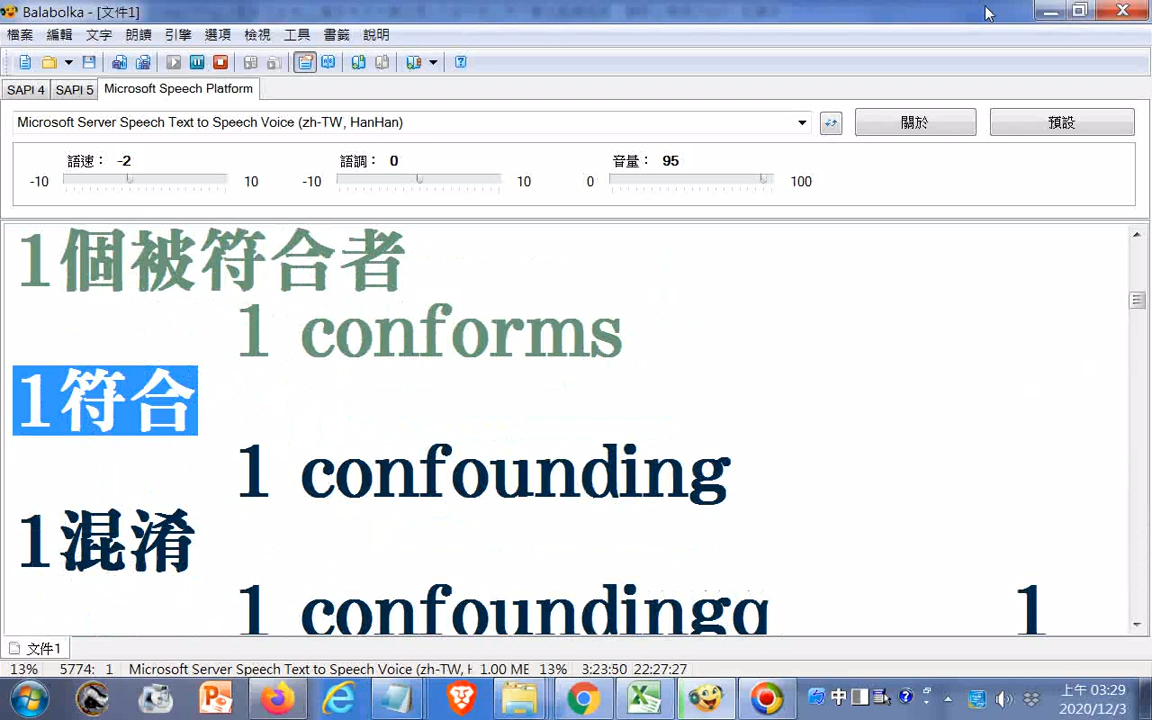 Balabolka - [文件1]
檔案 編輯 文字 朗讀 引擎 選項 檢視 工具 書籤 說明
SAPI 4 SAPI 5 Microsoft Speech Platform
Microsoft Server Speech Text to Speech Voice (zh-TW, HanHan) 關於 預設
語速： -2 語調： 0 音量： 95
-10 10 -10 10 0 100
1個被符合者
1 conforms
1符合
1 confounding
1混淆
1 confoundingq 1
文件1
13% 5774: 1 Microsoft Server Speech Text to Speech Voice (zh-TW, H 1.00 ME 13% 3:23:50 22:27:27
中 上午 03:29
2020/12/3